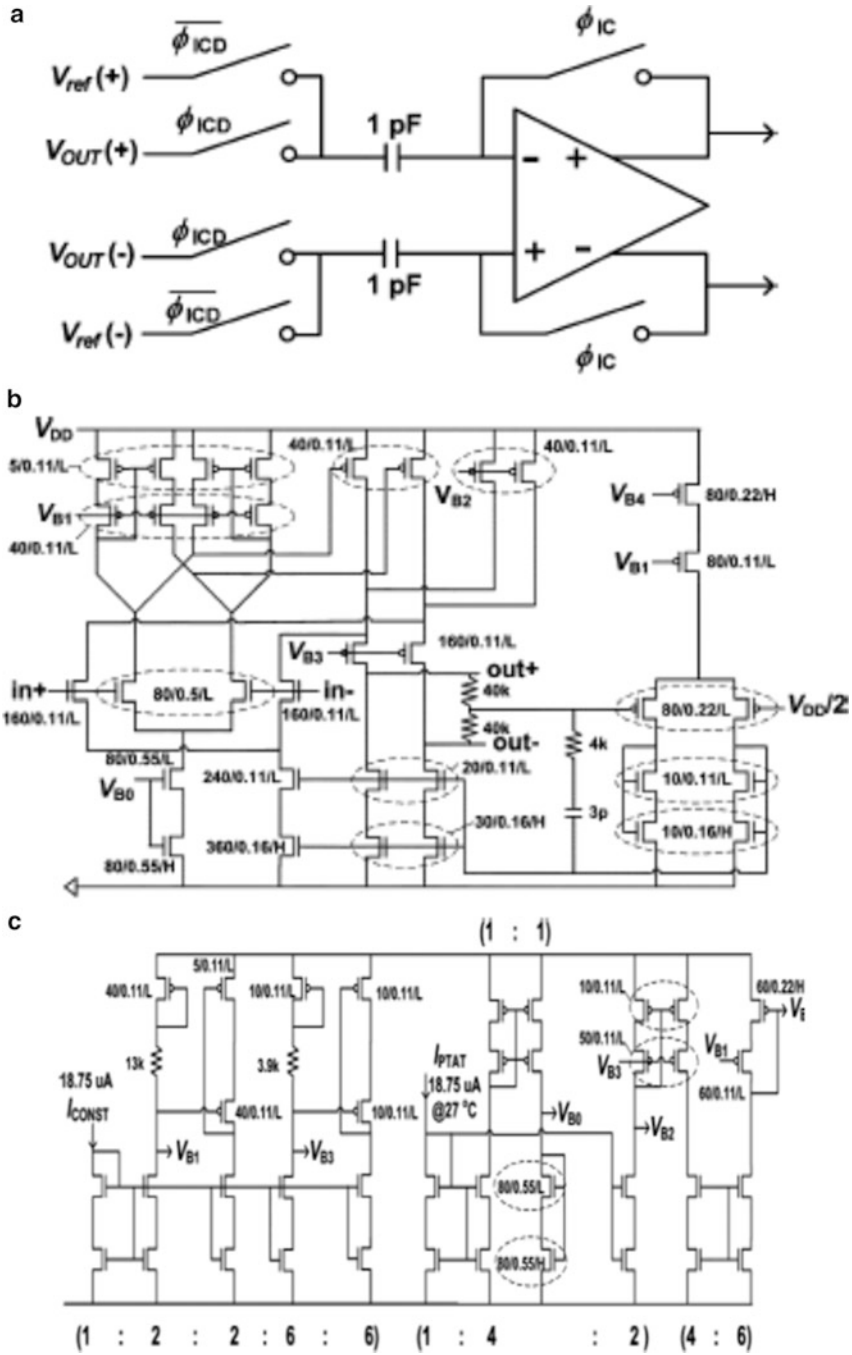 a
ϕICD
ϕIC
Vref(+)
ϕICD
1 pF
VOUT(+)
- +
ϕICD
VOUT(-)
+ -
1 pF
ϕICD
Vref(-)
ϕIC
b
VDD
40/0.11/L
40/0.11/L
5/0.11/L
VB2
VB4
80/0.22/H
VB1
40/0.11/L
VB1
80/0.11/L
VB3
160/0.11/L
out+
in+
80/0.5/L
in-
40k
80/0.22/L
VDD/2
160/0.11/L
160/0.11/L
40k
out-
4k
80/0.55/L
20/0.11/L
VB0
240/0.11/L
10/0.11/L
3p
30/0.16/H
360/0.16/H
10/0.16/H
80/0.55/H
c
(1 : 1)
5/0.11/L
60/0.22/H
40/0.11/L
10/0.11/L
10/0.11/L
10/0.11/L
VB
50/0.11/L
13k
3.9k
IPTAT
VB3
VB1
18.75 uA
18.75 uA
ICONST
40/0.11/L
10/0.11/L
@27 °C
60/0.11/L
VB0
VB2
VB1
VB3
80/0.55/L
80/0.55/H
(1 : 2 : 2 : 6 : 6) (1 : 4 : 2) (4 : 6)